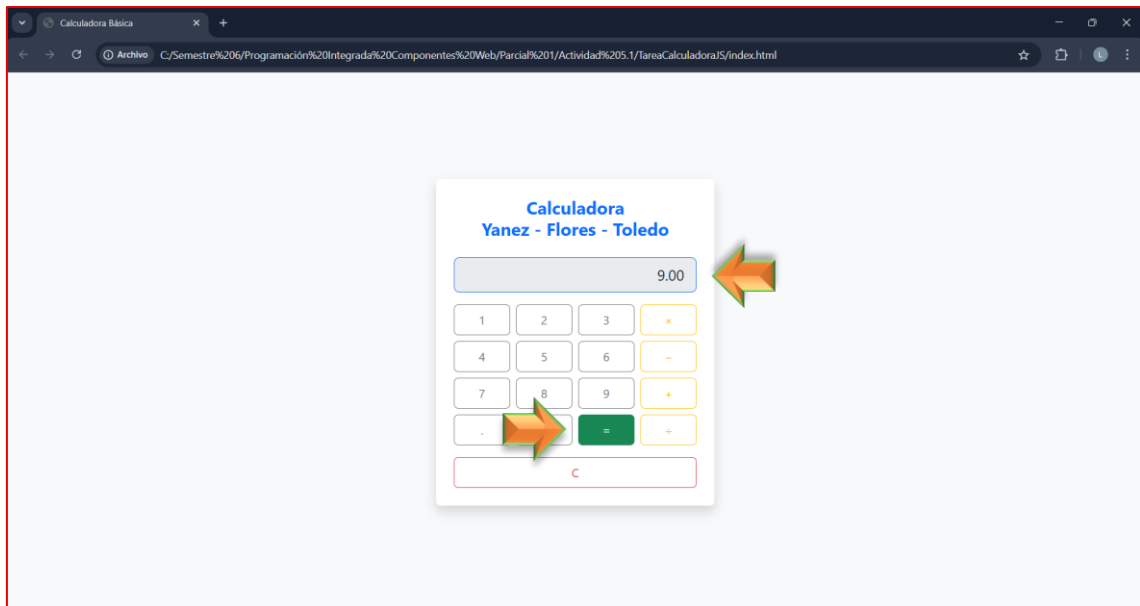 Calculadora Básica
Archivo C:/Semestre%206/Programación%20Integrada%20Componentes%20Web/Parcial%201/Actividad%205.1/TareaCalculadoraJS/index.html
L
Calculadora
Yanez - Flores - Toledo
9.00
1 2 3 ×
4 5 6 −
7 8 9 +
. = ÷
C